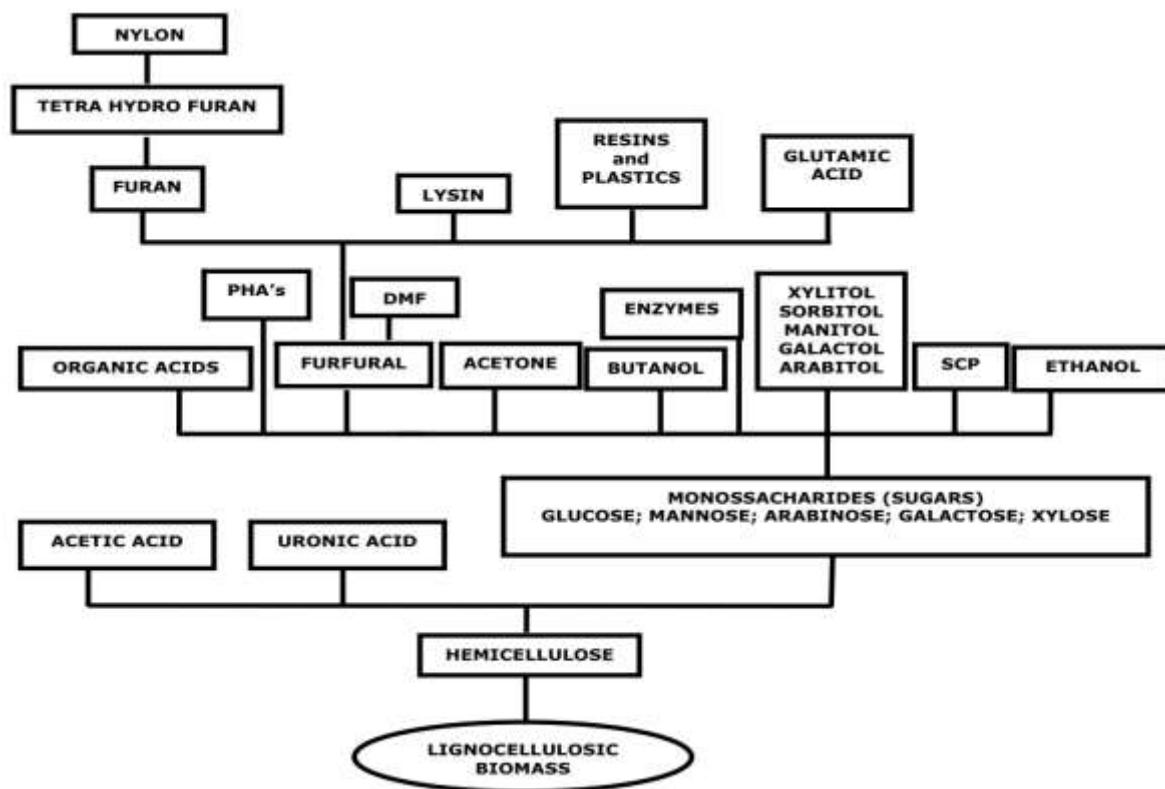 NYLON
TETRA HYDRO FURAN
FURAN
LYSIN
RESINS
and
PLASTICS
GLUTAMIC
ACID
PHA's
DMF
ENZYMES
XYLITOL
SORBITOL
MANITOL
GALACTOL
ARABITOL
ORGANIC ACIDS
FURFURAL
ACETONE
BUTANOL
SCP
ETHANOL
MONOSSACHARIDES (SUGARS)
GLUCOSE; MANNOSE; ARABINOSE; GALACTOSE; XYLOSE
ACETIC ACID
URONIC ACID
HEMICELLULOSE
LIGNOCELLULOSIC
BIOMASS